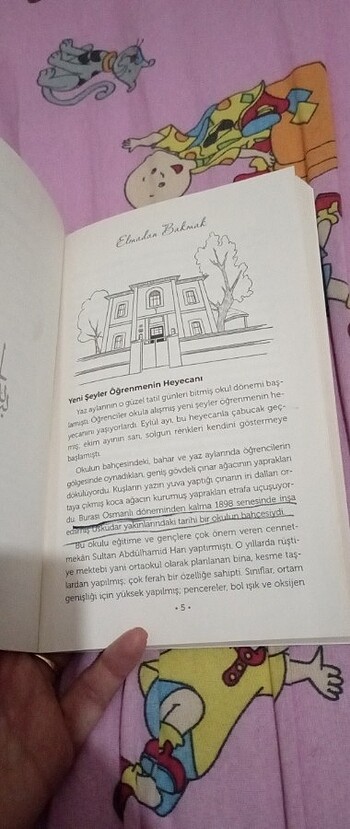 Elmadan Bakmak
Yeni Şeyler Öğrenmenin Heyecanı
Yaz aylarının o güzel tatil günleri bitmiş okul dönemi baş-
lamıştı. Öğrenciler okula alışmış yeni şeyler öğrenmenin he-
yecanını yaşıyorlardı. Eylül ayı, bu heyecanla çabucak geç-
miş, ekim ayının sarı, solgun renkleri kendini göstermeye
başlamıştı.
Okulun bahçesindeki, bahar ve yaz aylarında öğrencilerin
gölgesinde oynadıkları, geniş gövdeli çınar ağacının yaprakları
dökülüyordu. Kuşların yazın yuva yaptığı çınarın iri dalları or-
taya çıkmış koca ağacın kurumuş yaprakları etrafa uçuşuyor-
du. Burası Osmanlı döneminden kalma 1898 senesinde inşa
edilmiş Üsküdar yakınlarındaki tarihi bir okulun bahçesiydi.
Bu okulu eğitime ve gençlere çok önem veren cennet-
mekân Sultan Abdülhamid Han yaptırmıştı. O yıllarda rüşti-
ye mektebi yani ortaokul olarak planlanan bina, kesme taş-
lardan yapılmış; çok ferah bir özelliğe sahipti. Sınıflar, ortam
genişliği için yüksek yapılmış; pencereler, bol ışık ve oksijen
• 5 •